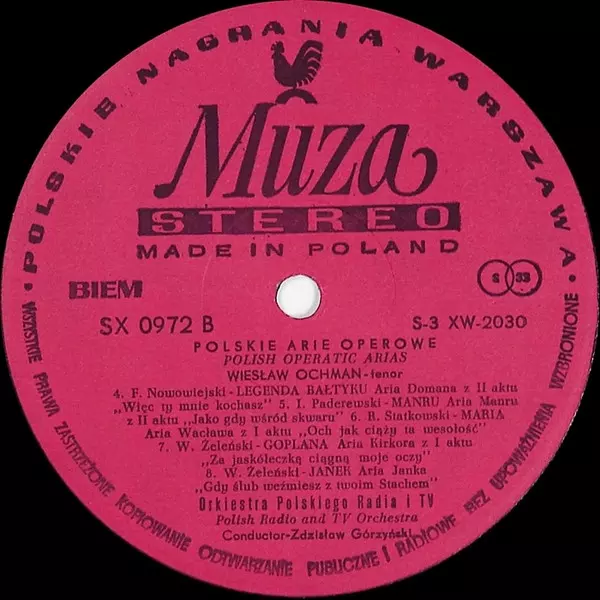 • POLSKIE NAGRANIA WARSZAWA •
Muza
STEREO
MADE IN POLAND
BIEM
S 33
SX 0972 B
S-3 XW-2030
POLSKIE ARIE OPEROWE
POLISH OPERATIC ARIAS
WIESŁAW OCHMAN-tenor
4. F. Nowowiejski-LEGENDA BAŁTYKU Aria Domana z II aktu
„Więc ty mnie kochasz" 5. I. Paderewski-MANRU Aria Manru
z II aktu „Jako gdy wśród skwaru" 6. R. Statkowski-MARIA
Aria Wacława z I aktu „Och jak ciąży ta wesołość"
7. W. Żeleński-GOPLANA Aria Kirkora z I aktu
„Za jaskółeczką ciągną moje oczy"
8. W. Żeleński-JANEK Aria Janka
„Gdy ślub weźmiesz z twoim Stachem"
Orkiestra Polskiego Radia i TV
Polish Radio and TV Orchestra
Conductor-Zdzisław Górzyński
WSZYSTKIE PRAWA ZASTRZEŻONE KOPIOWANIE ODTWARZANIE PUBLICZNE I RADIOWE BEZ UPOWAŻNIENIA WZBRONIONE